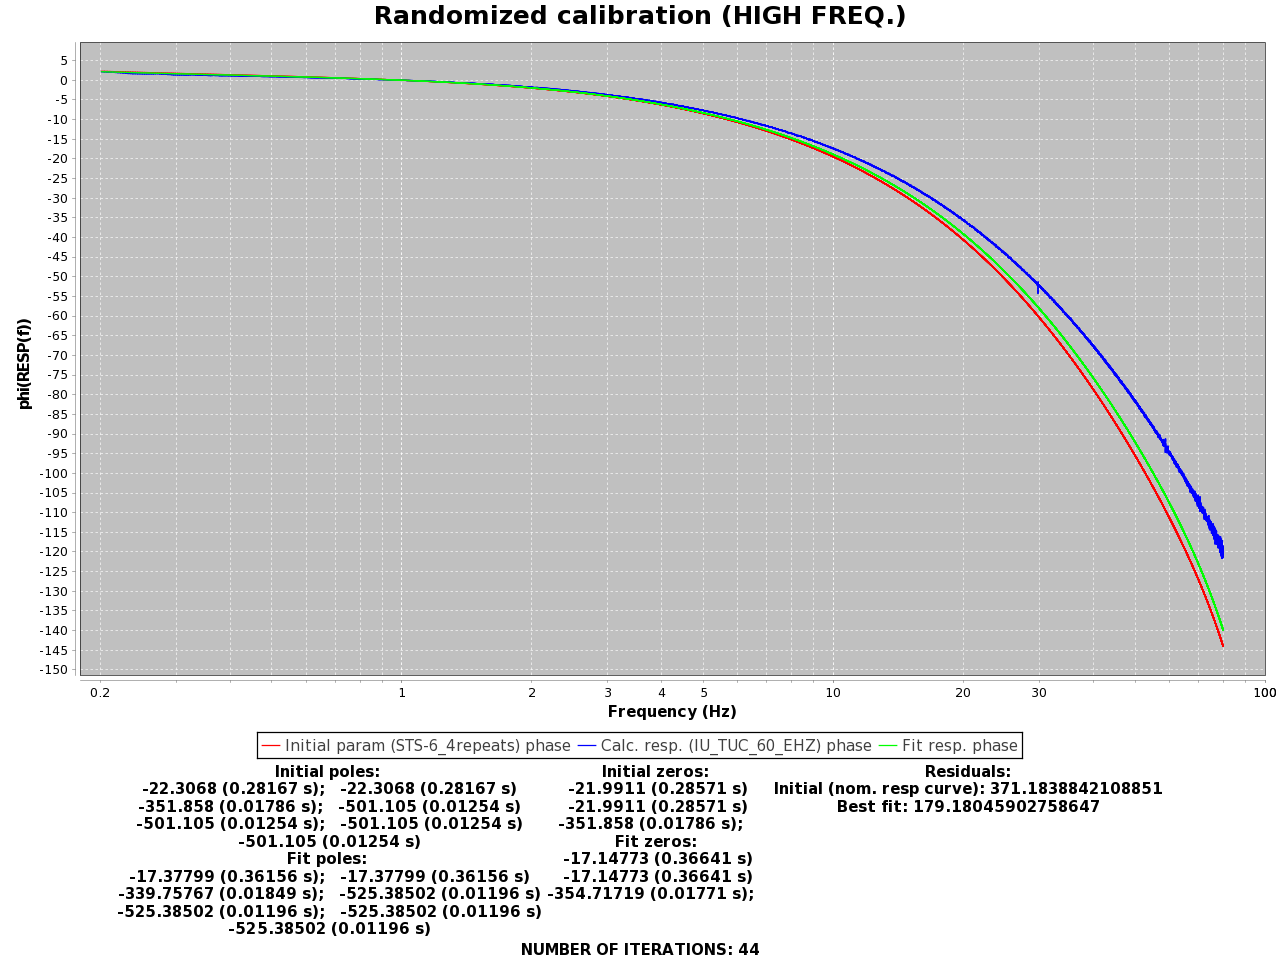 Randomized calibration (HIGH FREQ.)
phi(RESP(f))
5
0
-5
-10
-15
-20
-25
-30
-35
-40
-45
-50
-55
-60
-65
-70
-75
-80
-85
-90
-95
-100
-105
-110
-115
-120
-125
-130
-135
-140
-145
-150
0.2 1 2 3 4 5 10 20 30 100
Frequency (Hz)
Initial param (STS-6_4repeats) phase Calc. resp. (IU_TUC_60_EHZ) phase Fit resp. phase
Initial poles:
-22.3068 (0.28167 s); -22.3068 (0.28167 s)
-351.858 (0.01786 s); -501.105 (0.01254 s)
-501.105 (0.01254 s); -501.105 (0.01254 s)
-501.105 (0.01254 s)
Fit poles:
-17.37799 (0.36156 s); -17.37799 (0.36156 s)
-339.75767 (0.01849 s); -525.38502 (0.01196 s)
-525.38502 (0.01196 s); -525.38502 (0.01196 s)
-525.38502 (0.01196 s)
Initial zeros:
-21.9911 (0.28571 s)
-21.9911 (0.28571 s)
-351.858 (0.01786 s);
Fit zeros:
-17.14773 (0.36641 s)
-17.14773 (0.36641 s)
-354.71719 (0.01771 s);
Residuals:
Initial (nom. resp curve): 371.1838842108851
Best fit: 179.18045902758647
NUMBER OF ITERATIONS: 44